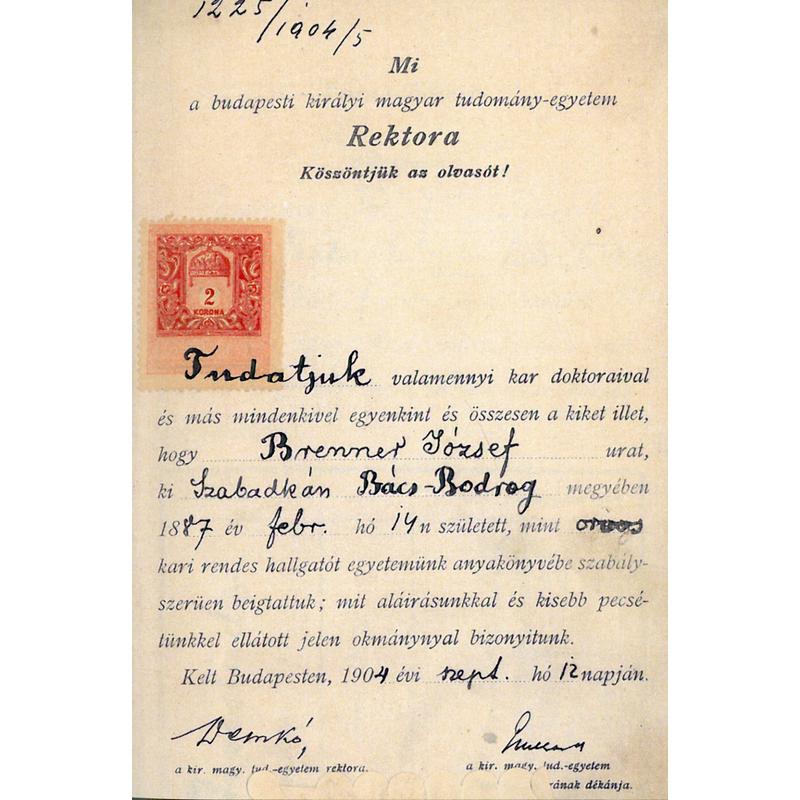 1225/1904/5
Mi
a budapesti királyi magyar tudomány-egyetem
Rektora
Köszöntjük az olvasót!
2
KORONA
Tudatjuk valamennyi kar doktoraival
és más mindenkivel egyenkint és összesen a kiket illet,
hogy Brenner József urat,
ki Szabadkán Bács-Bodrog megyében
1887 év febr. hó 14n született, mint orvos
kari rendes hallgatót egyetemünk anyakönyvébe szabály-
szerüen beigtattuk; mit aláirásunkkal és kisebb pecsé-
tünkkel ellátott jelen okmánynyal bizonyitunk.
Kelt Budapesten, 1904 évi szept. hó 12 napján.
Demkó,
a kir. magy. tud.-egyetem rektora.
a kir. magy. tud.-egyetem
rának dékánja.